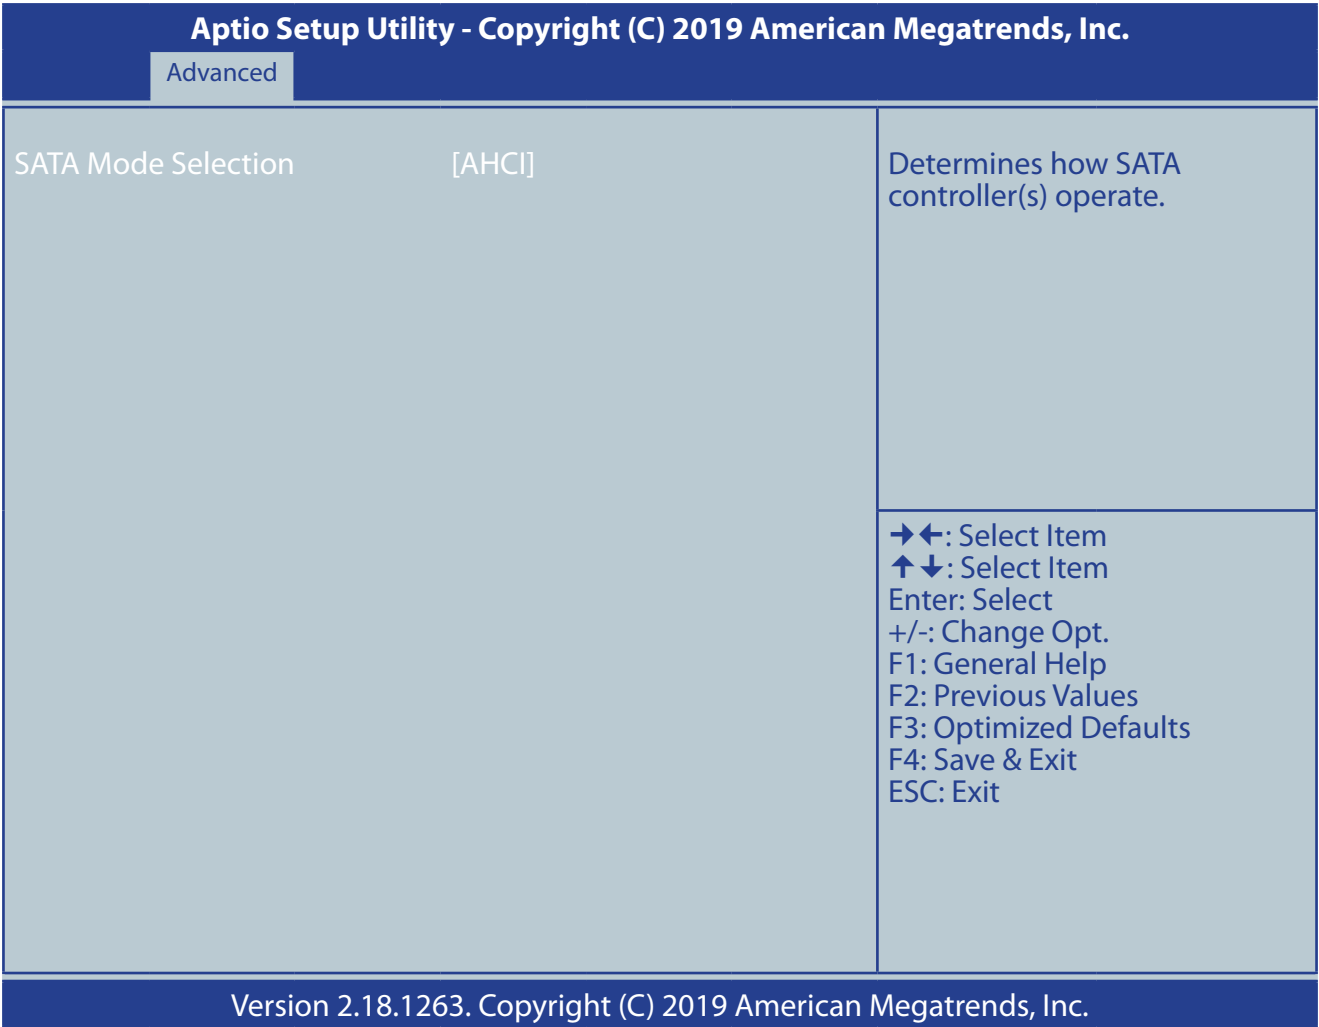 Aptio Setup Utility - Copyright (C) 2019 American Megatrends, Inc.
Advanced
SATA Mode Selection [AHCI]
Determines how SATA
controller(s) operate.
→←: Select Item
↑↓: Select Item
Enter: Select
+/-: Change Opt.
F1: General Help
F2: Previous Values
F3: Optimized Defaults
F4: Save & Exit
ESC: Exit
Version 2.18.1263. Copyright (C) 2019 American Megatrends, Inc.